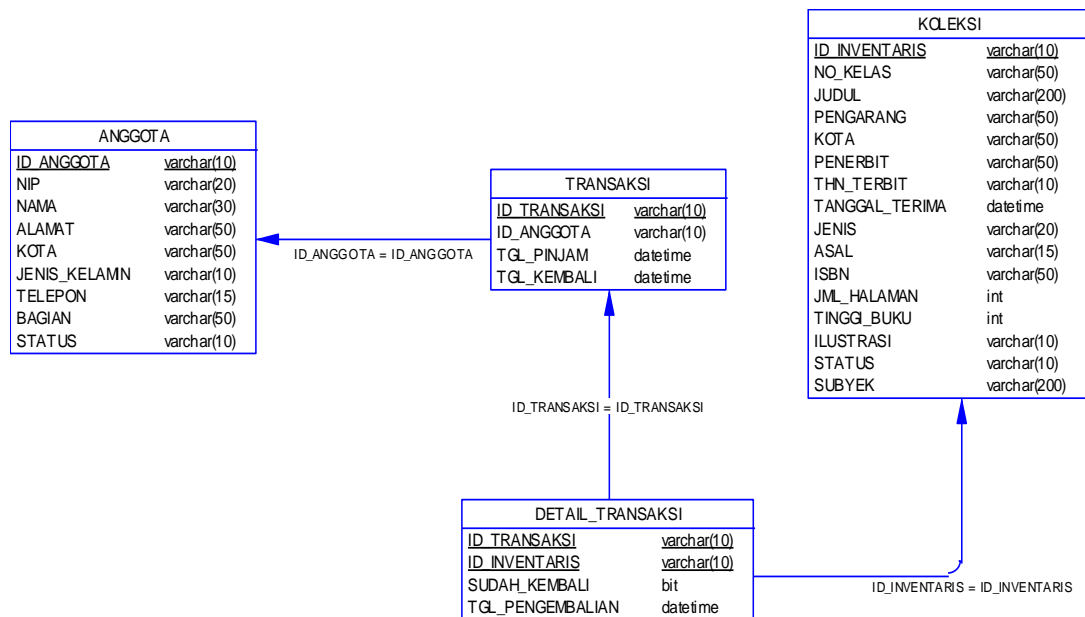 KOLEKSI
ID_INVENTARIS varchar(10)
NO_KELAS varchar(50)
JUDUL varchar(200)
PENGARANG varchar(50)
KOTA varchar(50)
PENERBIT varchar(50)
THN_TERBIT varchar(10)
TANGGAL_TERIMA datetime
JENIS varchar(20)
ASAL varchar(15)
ISBN varchar(50)
JML_HALAMAN int
TINGGI_BUKU int
ILUSTRASI varchar(10)
STATUS varchar(10)
SUBYEK varchar(200)
ANGGOTA
ID_ANGGOTA varchar(10)
NIP varchar(20)
NAMA varchar(30)
ALAMAT varchar(50)
KOTA varchar(50)
JENIS_KELAMIN varchar(10)
TELEPON varchar(15)
BAGIAN varchar(50)
STATUS varchar(10)
ID_ANGGOTA = ID_ANGGOTA
TRANSAKSI
ID_TRANSAKSI varchar(10)
ID_ANGGOTA varchar(10)
TGL_PINJAM datetime
TGL_KEMBALI datetime
ID_TRANSAKSI = ID_TRANSAKSI
DETAIL_TRANSAKSI
ID_TRANSAKSI varchar(10)
ID_INVENTARIS varchar(10)
SUDAH_KEMBALI bit
TGL_PENGEMBALIAN datetime
ID_INVENTARIS = ID_INVENTARIS